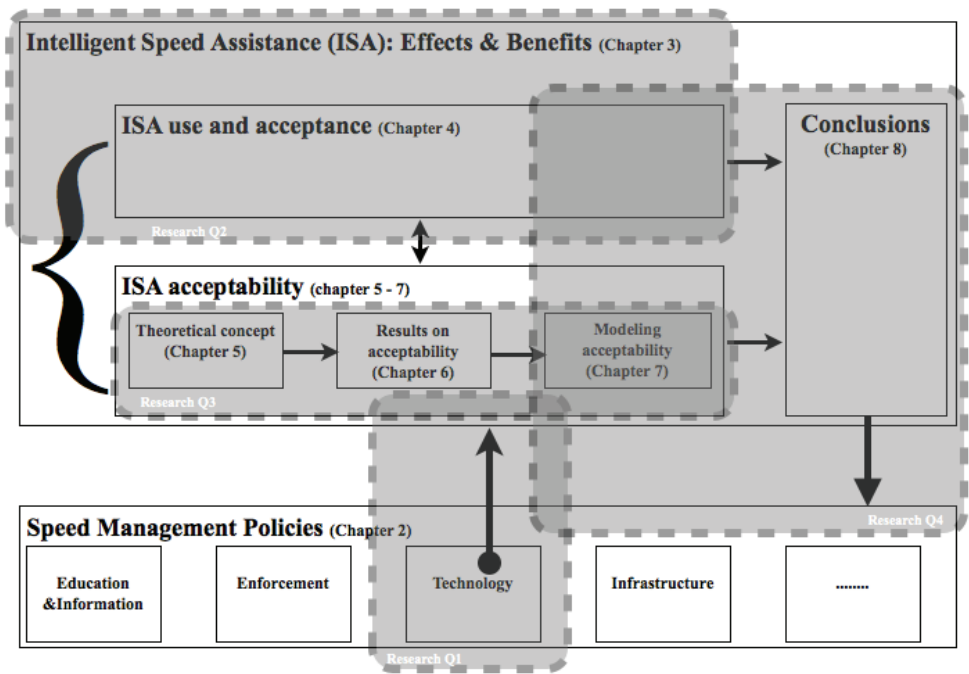 Intelligent Speed Assistance (ISA): Effects & Benefits (Chapter 3)
ISA use and acceptance (Chapter 4)
Conclusions
(Chapter 8)
Research Q2
ISA acceptability (chapter 5 - 7)
Theoretical concept
(Chapter 5)
Results on
acceptability
(Chapter 6)
Modeling
acceptability
(Chapter 7)
Research Q3
Speed Management Policies (Chapter 2)
Research Q4
Education
&Information
Enforcement
Technology
Infrastructure
........
Research Q1